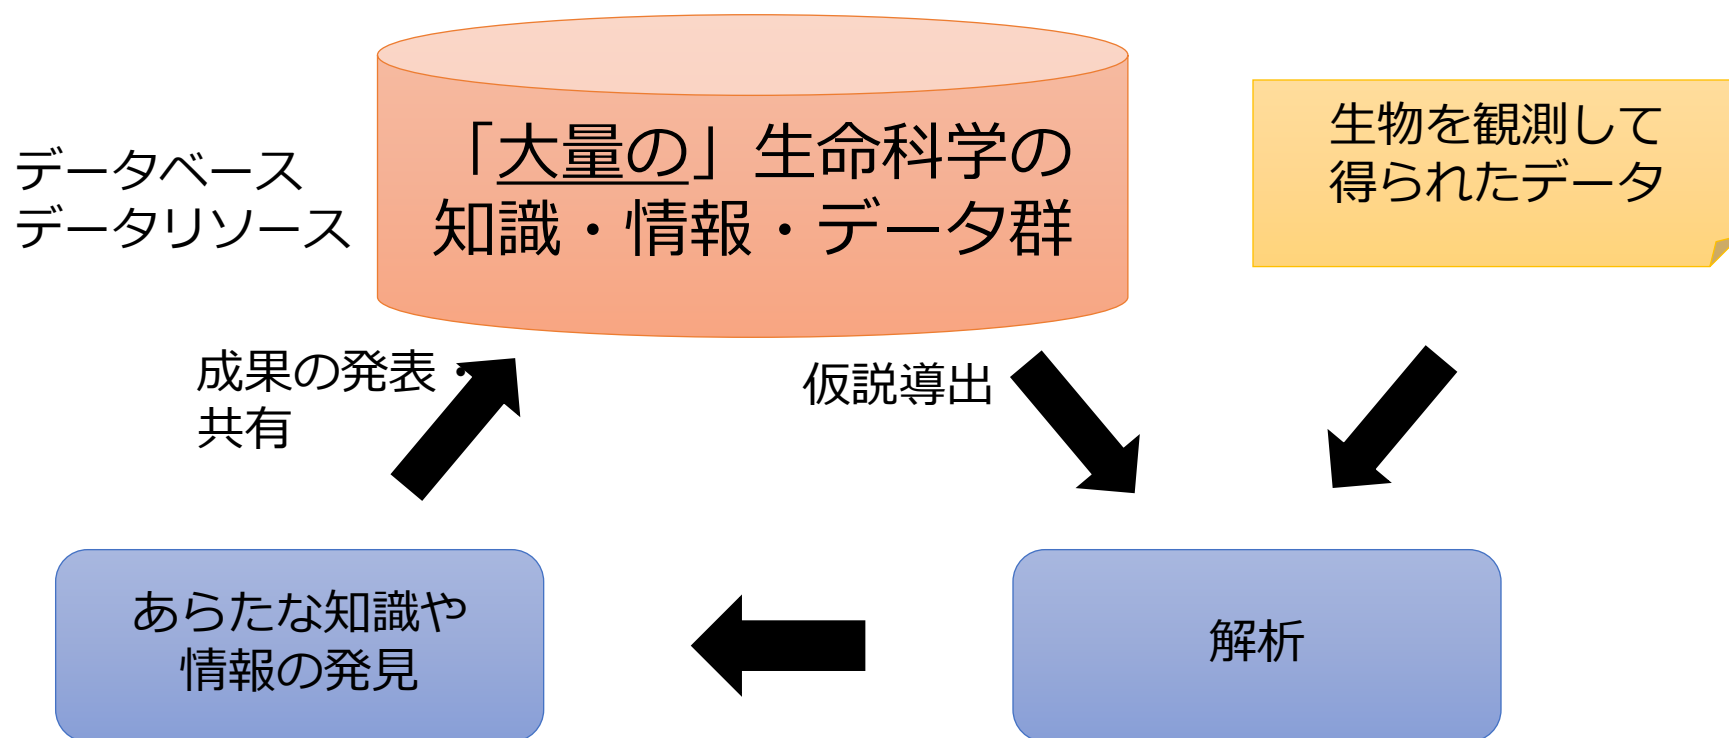 データベース
データリソース
「大量の」生命科学の
知識・情報・データ群
生物を観測して
得られたデータ
成果の発表・
共有
仮説導出
あらたな知識や
情報の発見
解析